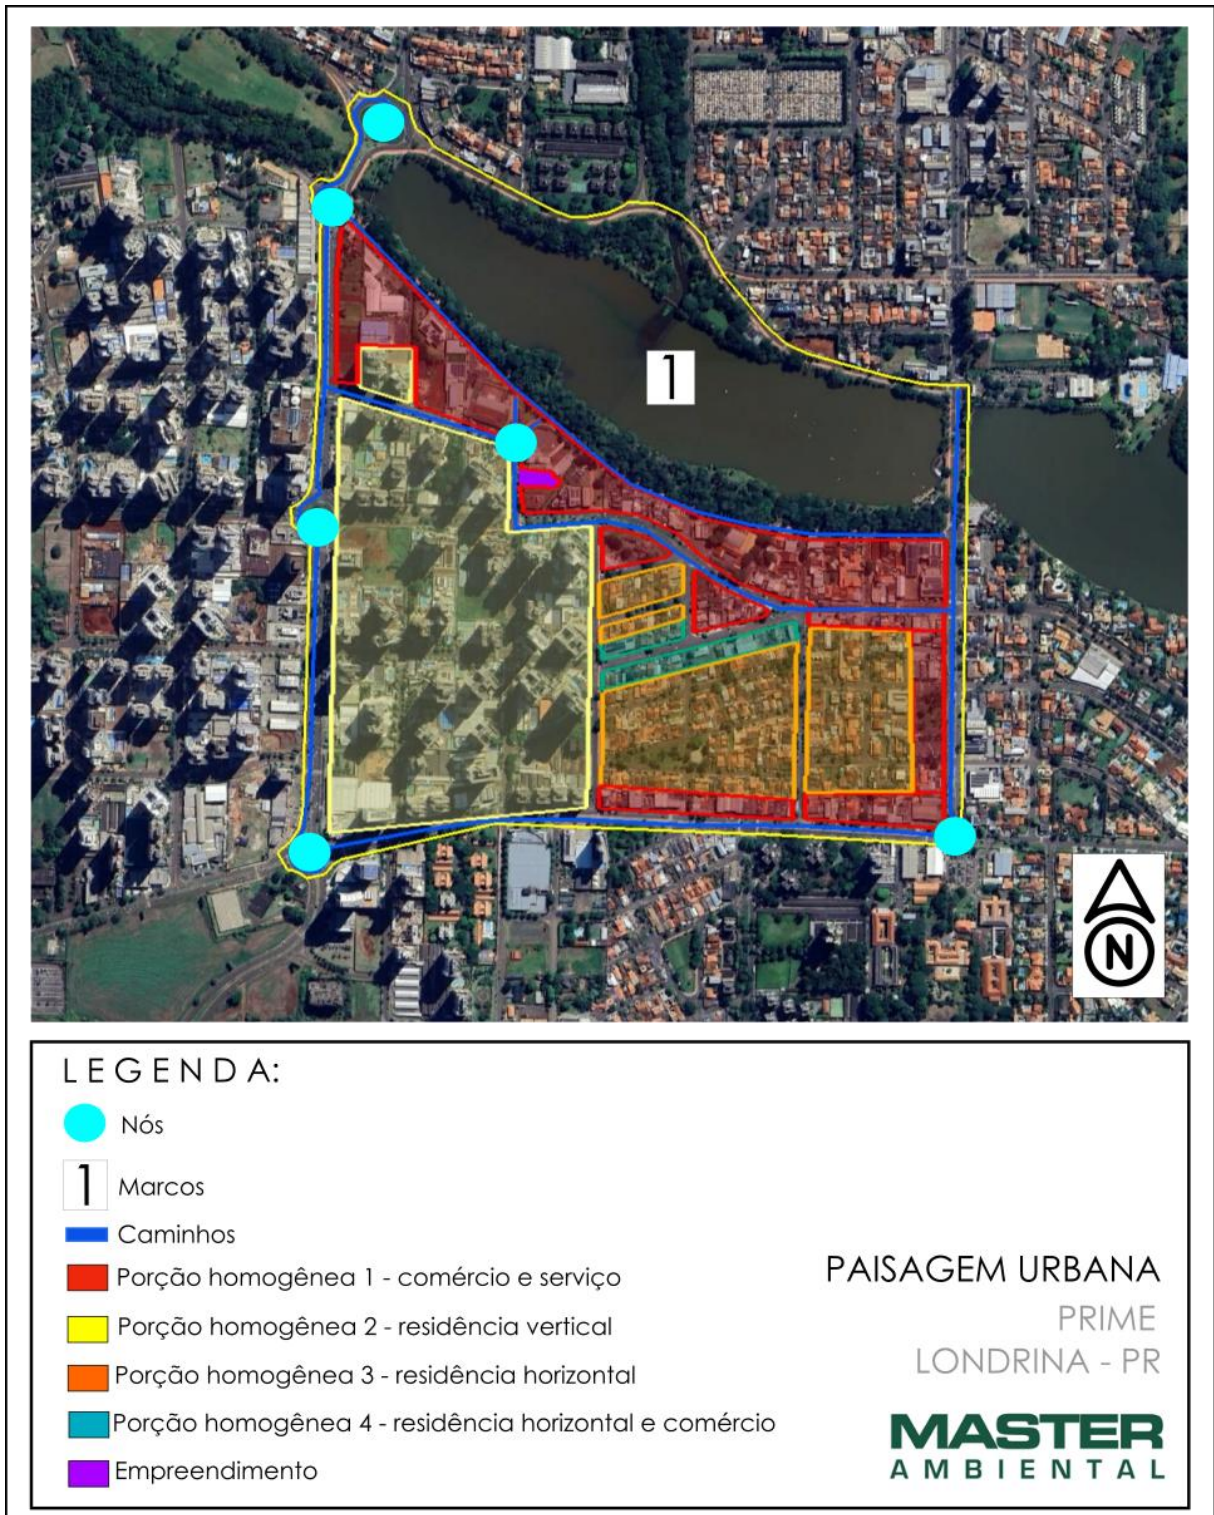 1
N
LEGENDA:
Nós
1
Marcos
Caminhos
Porção homogênea 1 - comércio e serviço
Porção homogênea 2 - residência vertical
Porção homogênea 3 - residência horizontal
Porção homogênea 4 - residência horizontal e comércio
Empreendimento
PAISAGEM URBANA
PRIME
LONDRINA - PR
MASTER
AMBIENTAL